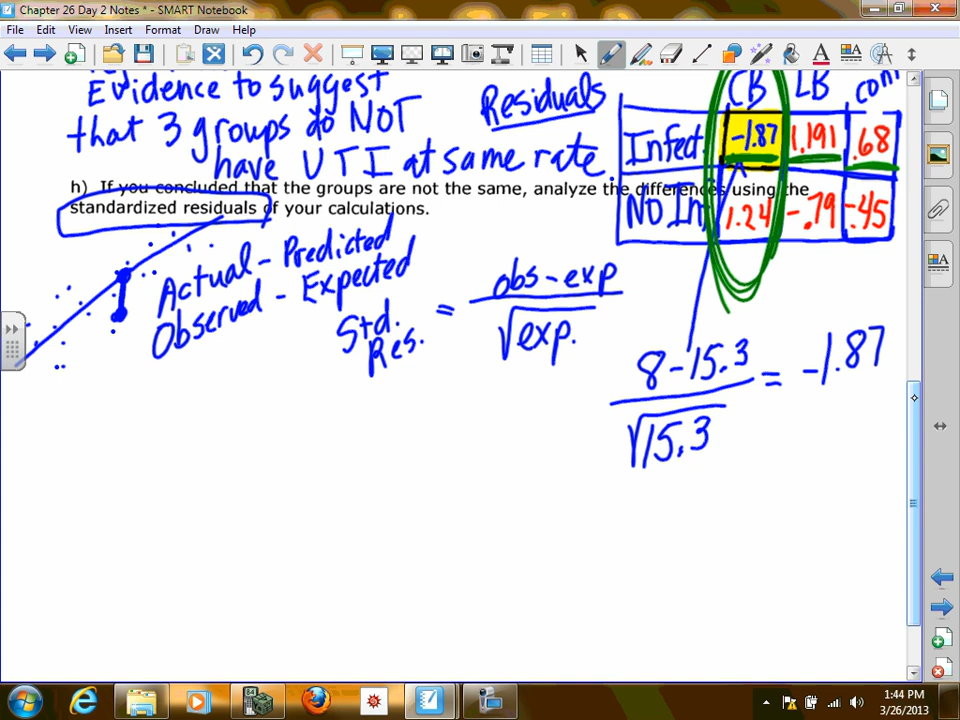 Chapter 26 Day 2 Notes * - SMART Notebook
File Edit View Insert Format Draw Help
Evidence to suggest
that 3 groups do NOT
have UTI at same rate.
Residuals
CB LB cont
Infect. -1.87 1.191 .68
NO Inf. 1.24 -.79 -.45
h) If you concluded that the groups are not the same, analyze the differences using the
standardized residuals of your calculations.
Actual - Predicted
Observed - Expected
Std. Res. = obs - exp
√exp.
8 - 15.3 = -1.87
√15.3
1:44 PM
3/26/2013